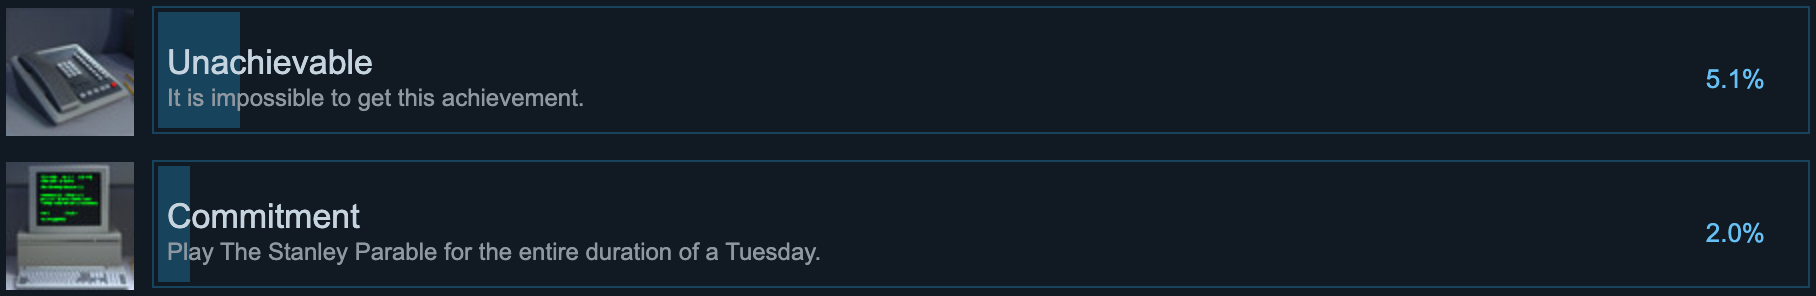 Unachievable
It is impossible to get this achievement.
5.1%
Commitment
Play The Stanley Parable for the entire duration of a Tuesday.
2.0%